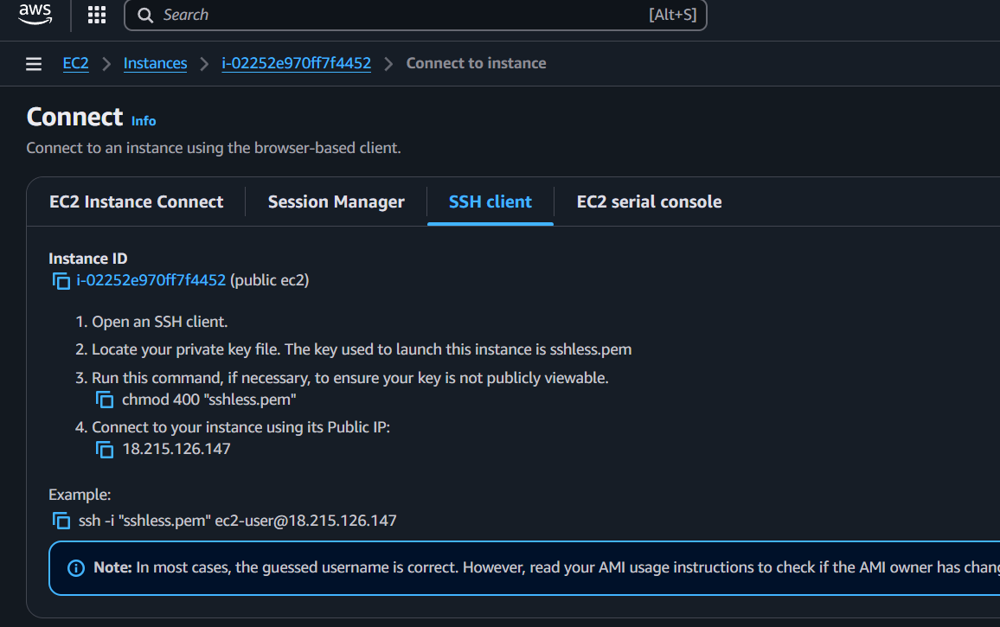 aws
Search [Alt+S]
EC2 > Instances > i-02252e970ff7f4452 > Connect to instance
Connect Info
Connect to an instance using the browser-based client.
EC2 Instance Connect
Session Manager
SSH client
EC2 serial console
Instance ID
i-02252e970ff7f4452 (public ec2)
1. Open an SSH client.
2. Locate your private key file. The key used to launch this instance is sshless.pem
3. Run this command, if necessary, to ensure your key is not publicly viewable.
chmod 400 "sshless.pem"
4. Connect to your instance using its Public IP:
18.215.126.147
Example:
ssh -i "sshless.pem" ec2-user@18.215.126.147
Note: In most cases, the guessed username is correct. However, read your AMI usage instructions to check if the AMI owner has